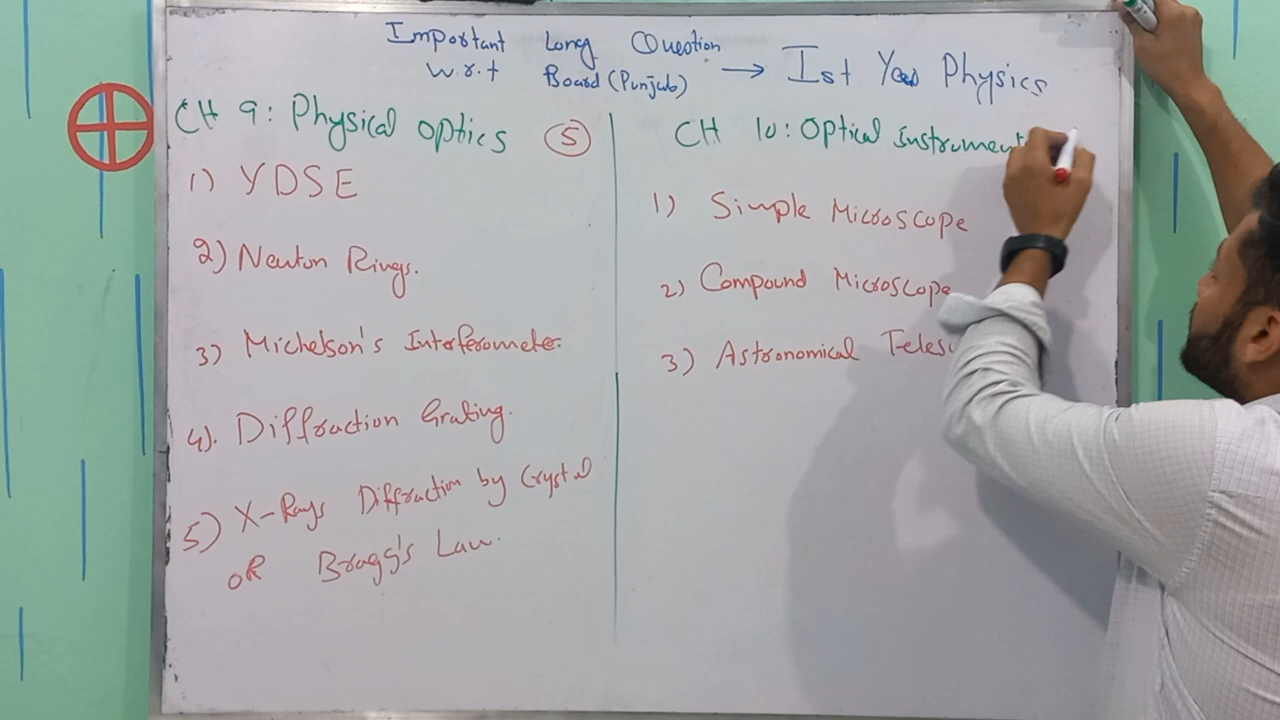 Important Long Question
w.r.t Board (Punjab) → Ist Year Physics
CH 9: Physical Optics 5
1) YDSE
2) Newton Rings.
3) Michelson's Interferometer.
4). Diffraction Grating.
5) X-Rays Diffraction by Crystal
OR Bragg's Law.
CH 10: Optical Instrument
1) Simple Microscope
2) Compound Microscope
3) Astronomical Teles